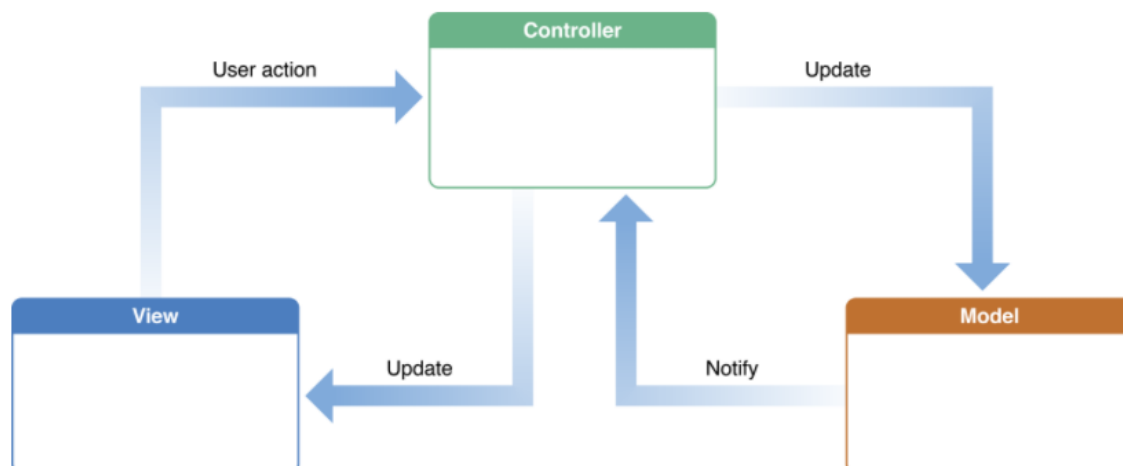 Controller
User action
Update
View
Model
Update
Notify